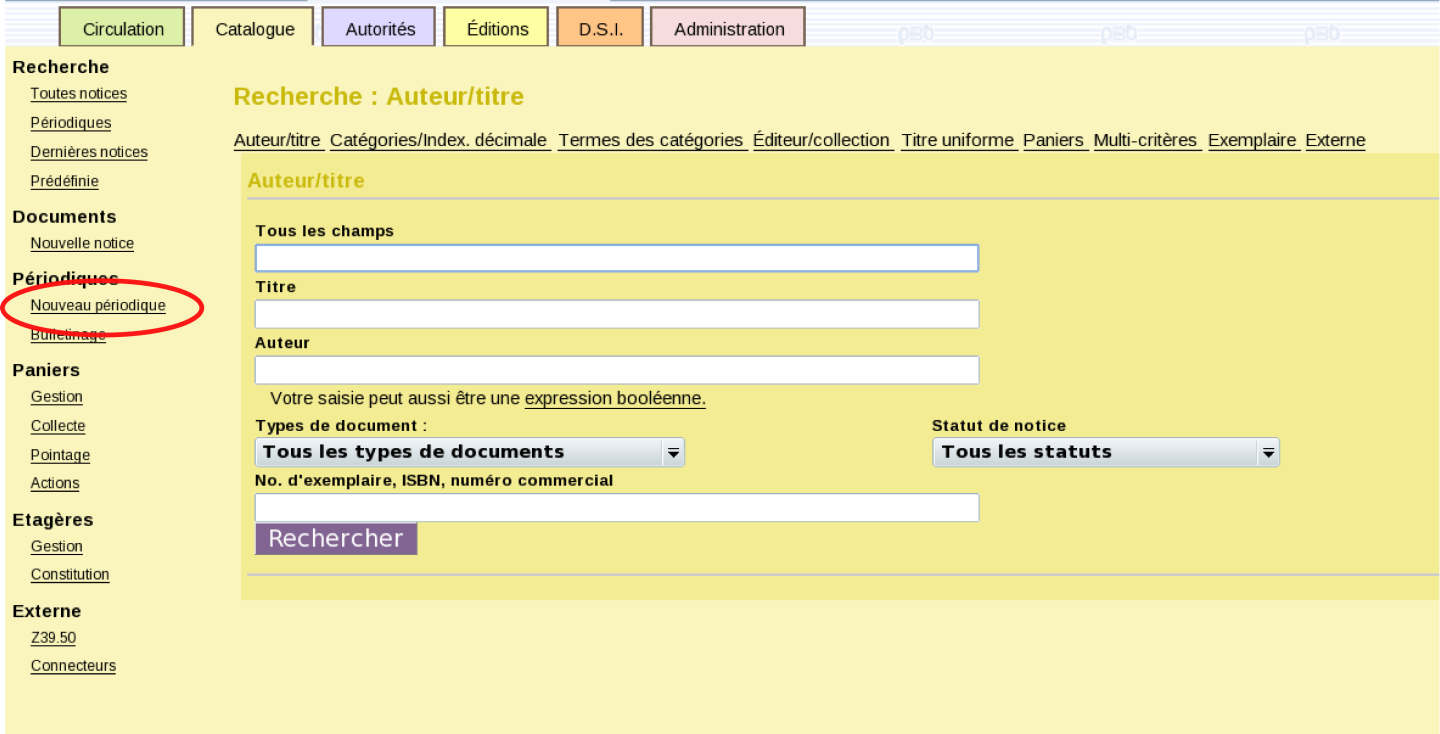 Circulation Catalogue Autorités Éditions D.S.I. Administration
Recherche
Toutes notices
Périodiques
Dernières notices
Prédéfinie
Documents
Nouvelle notice
Périodiques
Nouveau périodique
Bulletinage
Paniers
Gestion
Collecte
Pointage
Actions
Etagères
Gestion
Constitution
Externe
Z39.50
Connecteurs
Recherche : Auteur/titre
Auteur/titre Catégories/Index. décimale Termes des catégories Éditeur/collection Titre uniforme Paniers Multi-critères Exemplaire Externe
Auteur/titre
Tous les champs
Titre
Auteur
Votre saisie peut aussi être une expression booléenne.
Types de document : Statut de notice
Tous les types de documents Tous les statuts
No. d'exemplaire, ISBN, numéro commercial
Rechercher